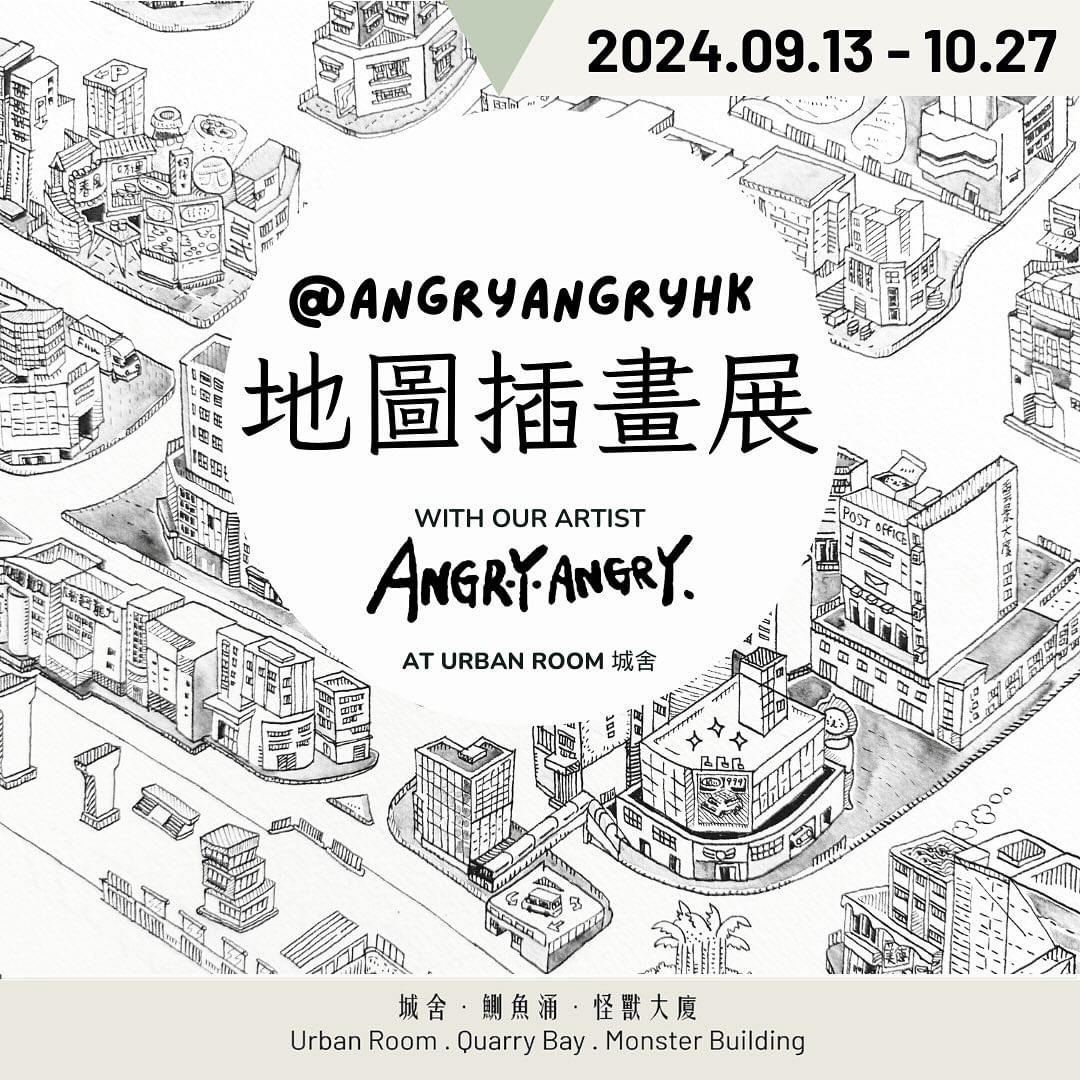 2024.09.13 - 10.27
@ANGRYANGRYHK
地圖插畫展
WITH OUR ARTIST
ANGRY·ANGRY.
AT URBAN ROOM 城舍
POST OFFICE
P
城舍 · 鰂魚涌 · 怪獸大廈
Urban Room . Quarry Bay . Monster Building